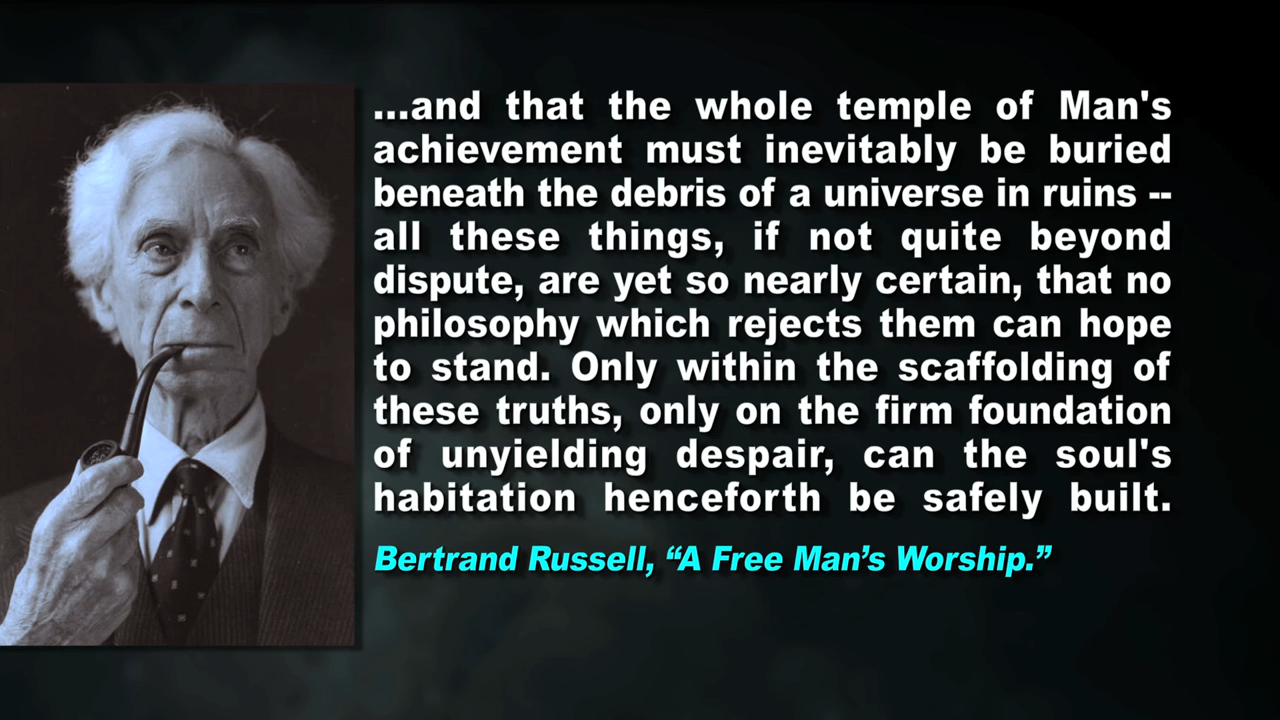 ...and that the whole temple of Man's
achievement must inevitably be buried
beneath the debris of a universe in ruins --
all these things, if not quite beyond
dispute, are yet so nearly certain, that no
philosophy which rejects them can hope
to stand. Only within the scaffolding of
these truths, only on the firm foundation
of unyielding despair, can the soul's
habitation henceforth be safely built.
Bertrand Russell, “A Free Man’s Worship.”